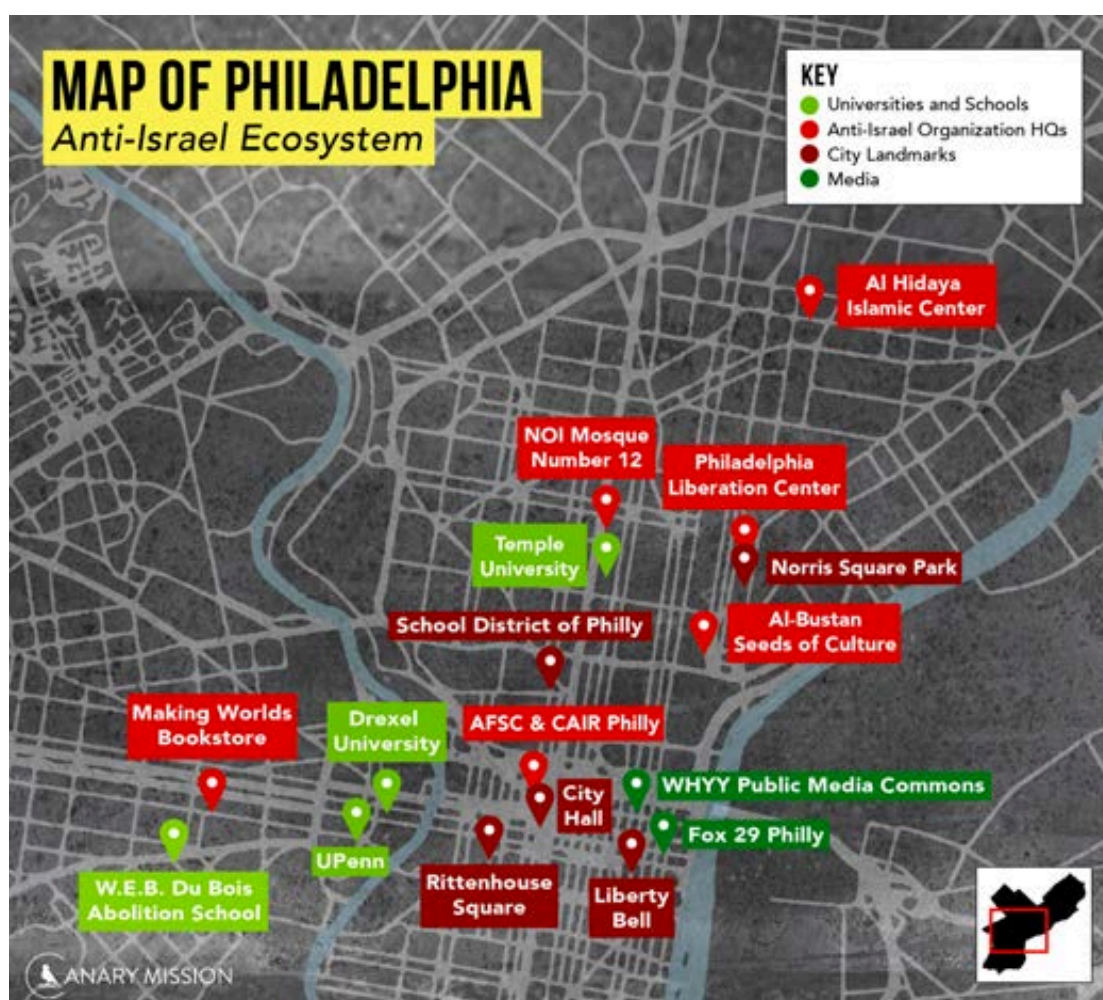 MAP OF PHILADELPHIA
Anti-Israel Ecosystem
KEY
Universities and Schools
Anti-Israel Organization HQs
City Landmarks
Media
Al Hidaya
Islamic Center
NOI Mosque
Number 12
Philadelphia
Liberation Center
Temple
University
Norris Square Park
School District of Philly
Al-Bustan
Seeds of Culture
Making Worlds
Bookstore
Drexel
University
AFSC & CAIR Philly
WHYY Public Media Commons
City
Hall
Fox 29 Philly
UPenn
W.E.B. Du Bois
Abolition School
Rittenhouse
Square
Liberty
Bell
CANARY MISSION